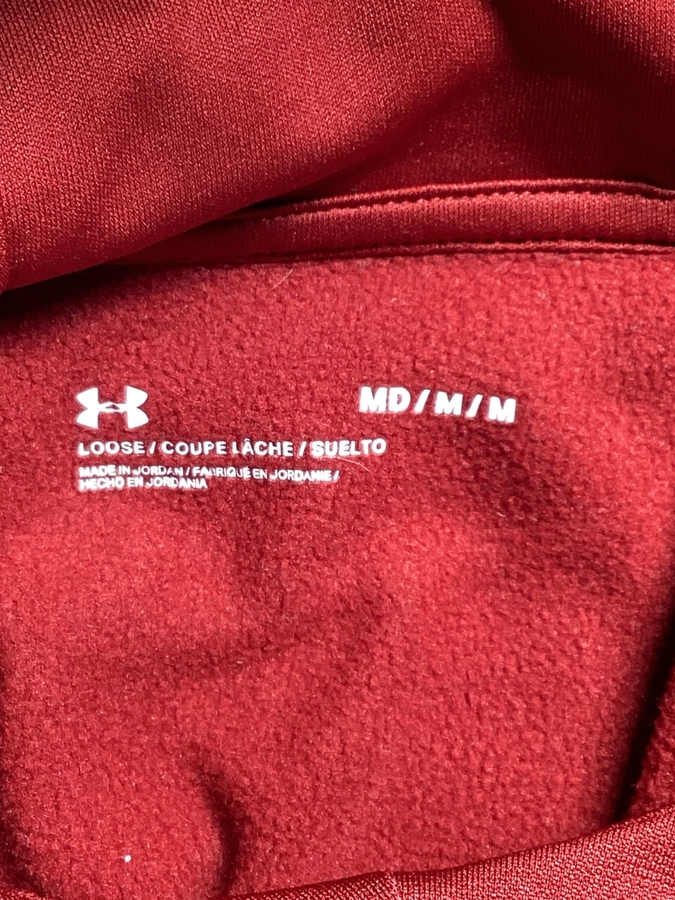 MD/M/M
LOOSE / COUPE LÂCHE / SUELTO
MADE IN JORDAN / FABRIQUÉ EN JORDANIE /
HECHO EN JORDANIA